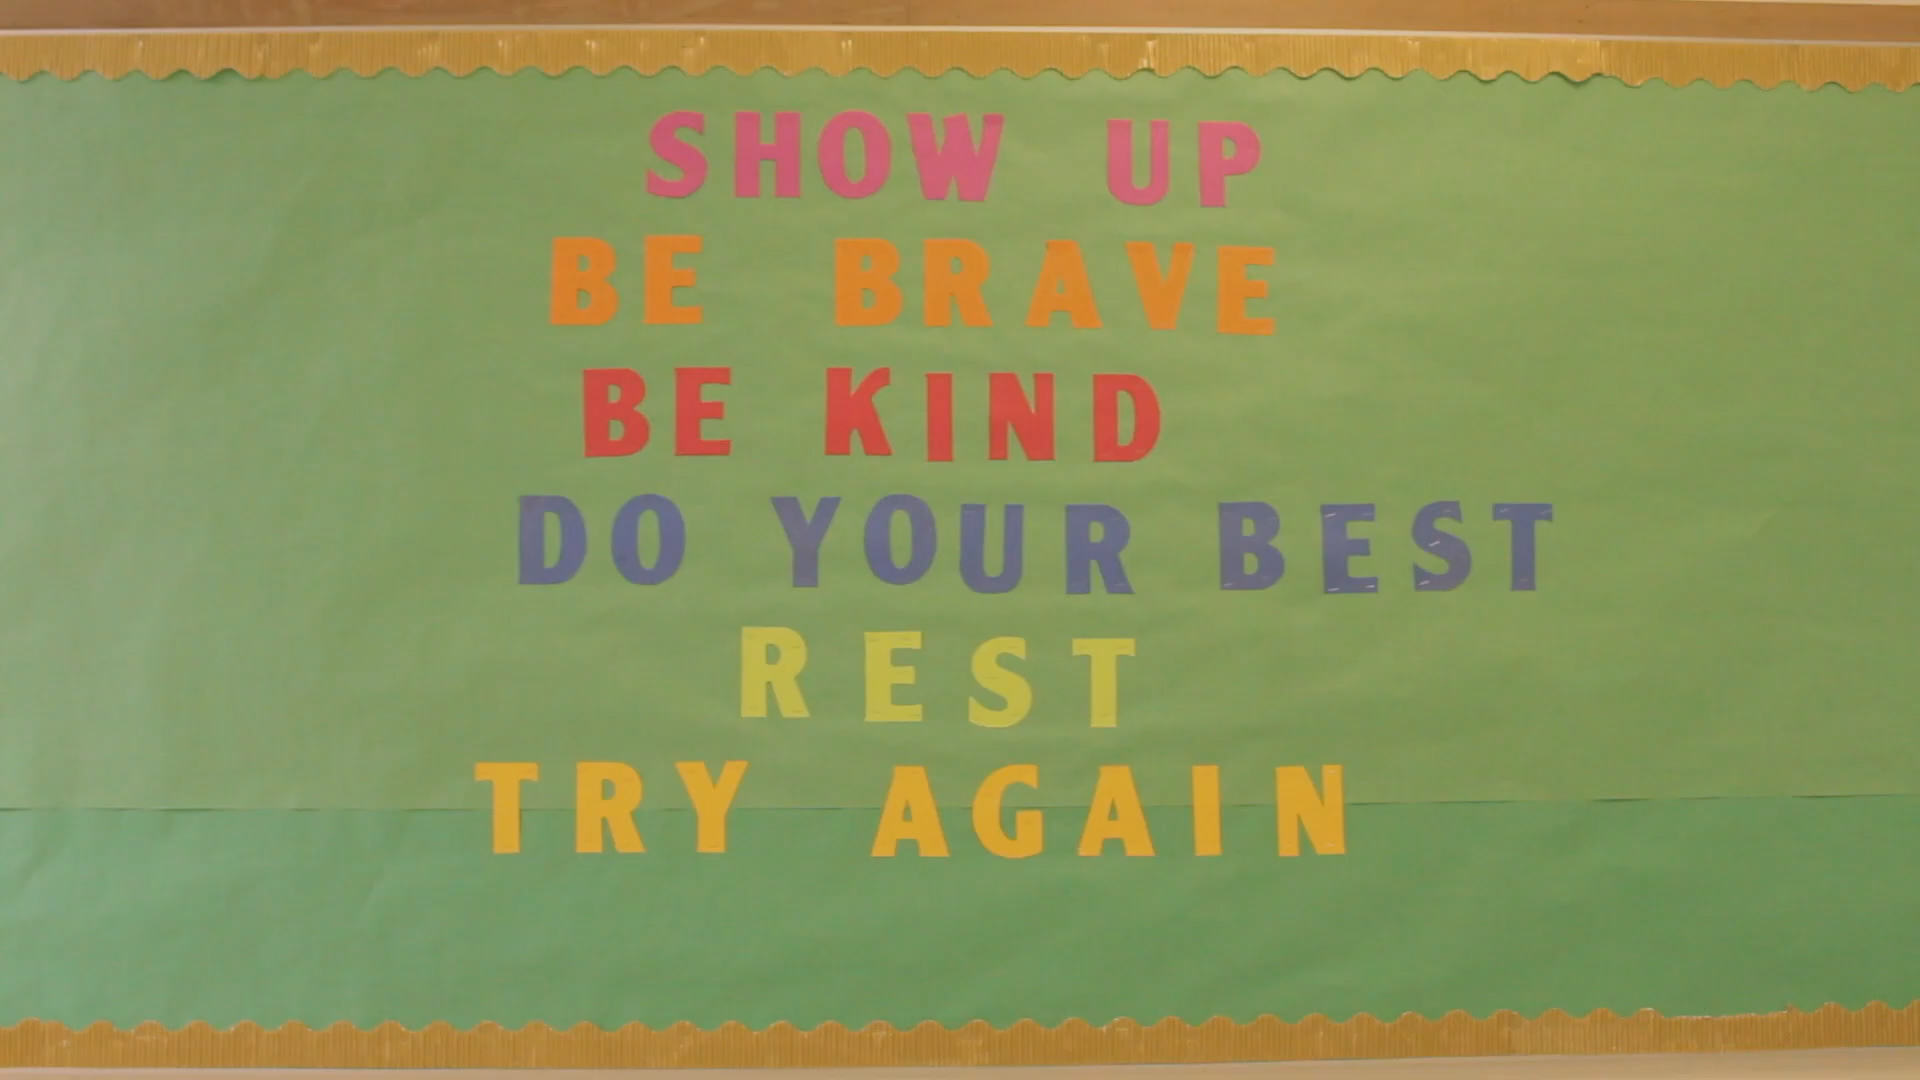 SHOW UP
BE BRAVE
BE KIND
DO YOUR BEST
REST
TRY AGAIN